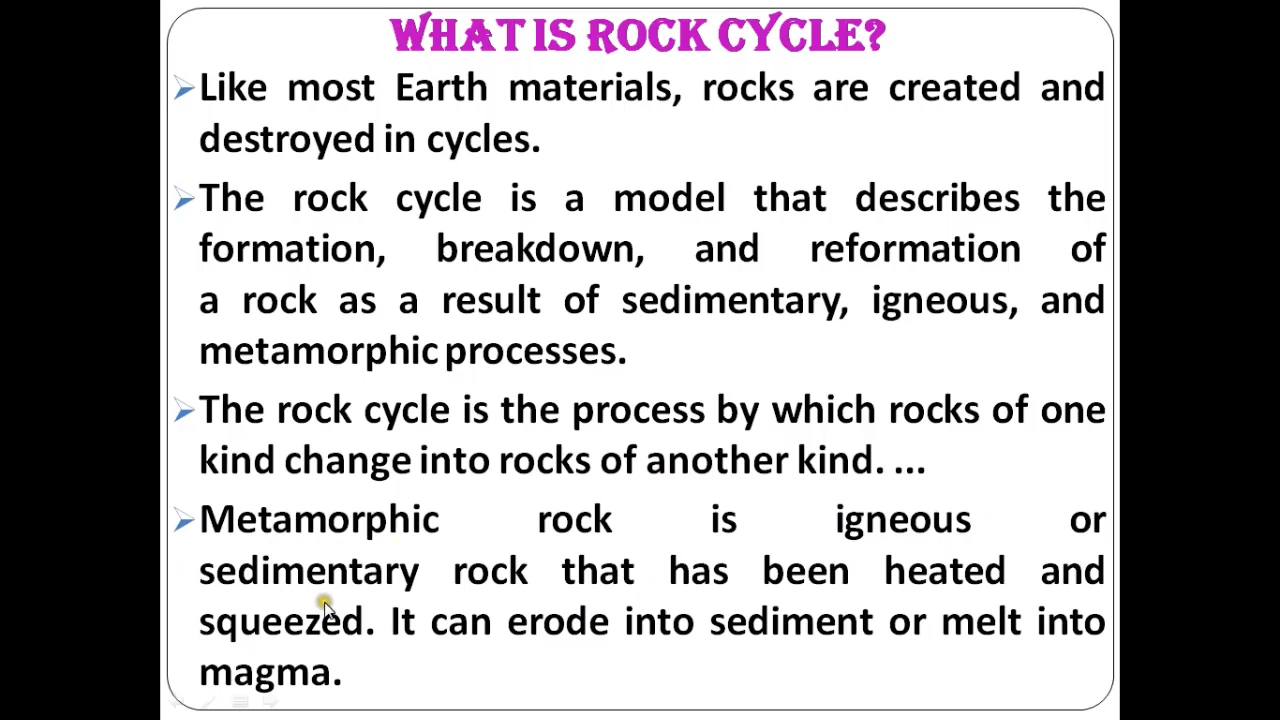 WHAT IS ROCK CYCLE?
Like most Earth materials, rocks are created and
destroyed in cycles.
The rock cycle is a model that describes the
formation, breakdown, and reformation of
a rock as a result of sedimentary, igneous, and
metamorphic processes.
The rock cycle is the process by which rocks of one
kind change into rocks of another kind. ...
Metamorphic rock is igneous or
sedimentary rock that has been heated and
squeezed. It can erode into sediment or melt into
magma.